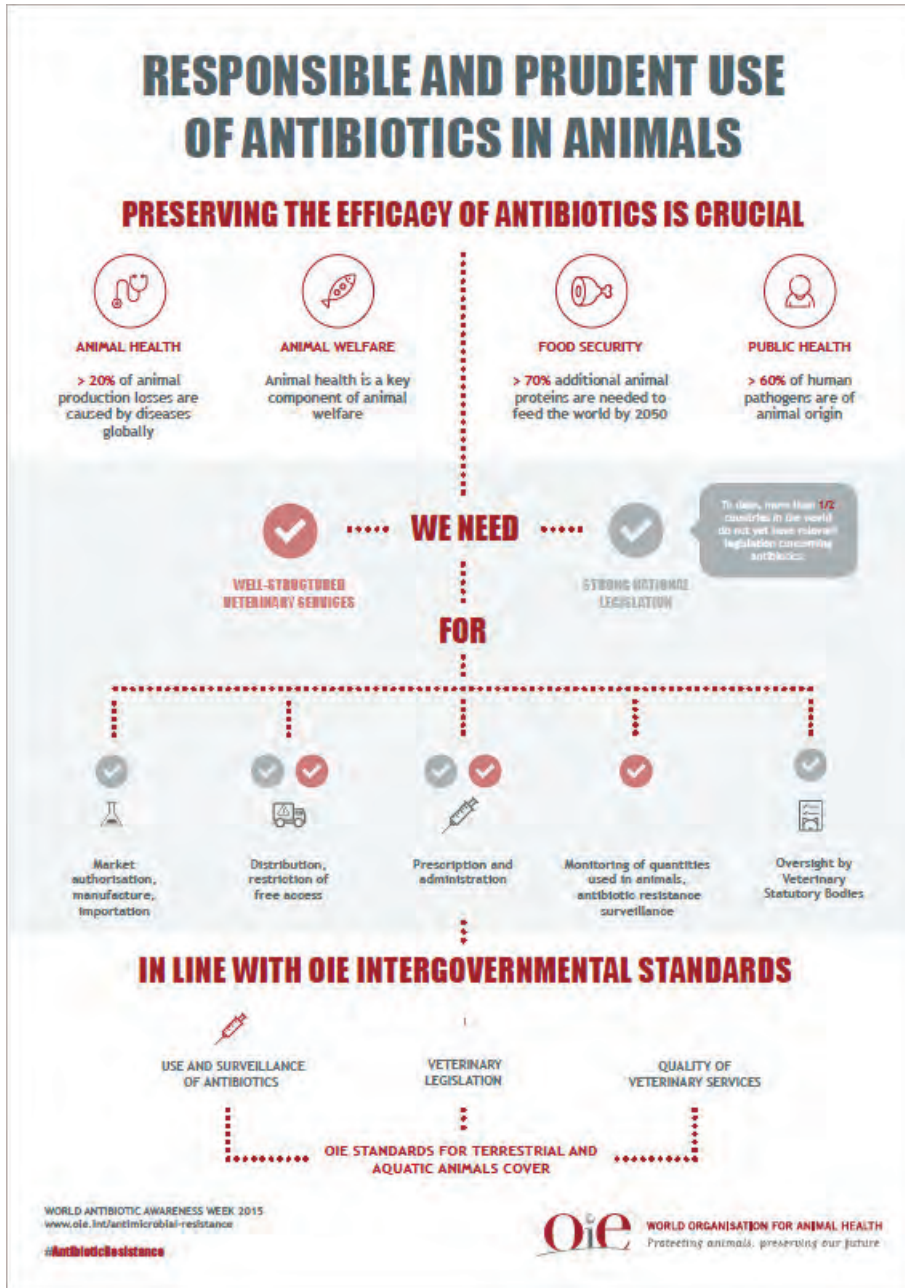 RESPONSIBLE AND PRUDENT USE
OF ANTIBIOTICS IN ANIMALS
PRESERVING THE EFFICACY OF ANTIBIOTICS IS CRUCIAL
ANIMAL HEALTH
> 20% of animal
production losses are
caused by diseases
globally
ANIMAL WELFARE
Animal health is a key
component of animal
welfare
FOOD SECURITY
> 70% additional animal
proteins are needed to
feed the world by 2050
PUBLIC HEALTH
> 60% of human
pathogens are of
animal origin
WE NEED
WELL-STRUCTURED
VETERINARY SERVICES
STRONG NATIONAL
LEGISLATION
To date, more than 1/2
countries in the world
do not yet have relevant
legislation concerning
antibiotics
FOR
Market
authorisation,
manufacture,
importation
Distribution,
restriction of
free access
Prescription and
administration
Monitoring of quantities
used in animals,
antibiotic resistance
surveillance
Oversight by
Veterinary
Statutory Bodies
IN LINE WITH OIE INTERGOVERNMENTAL STANDARDS
USE AND SURVEILLANCE
OF ANTIBIOTICS
VETERINARY
LEGISLATION
QUALITY OF
VETERINARY SERVICES
OIE STANDARDS FOR TERRESTRIAL AND
AQUATIC ANIMALS COVER
WORLD ANTIBIOTIC AWARENESS WEEK 2015
www.oie.int/antimicrobial-resistance
#AntibioticResistance
Oie
WORLD ORGANISATION FOR ANIMAL HEALTH
Protecting animals, preserving our future